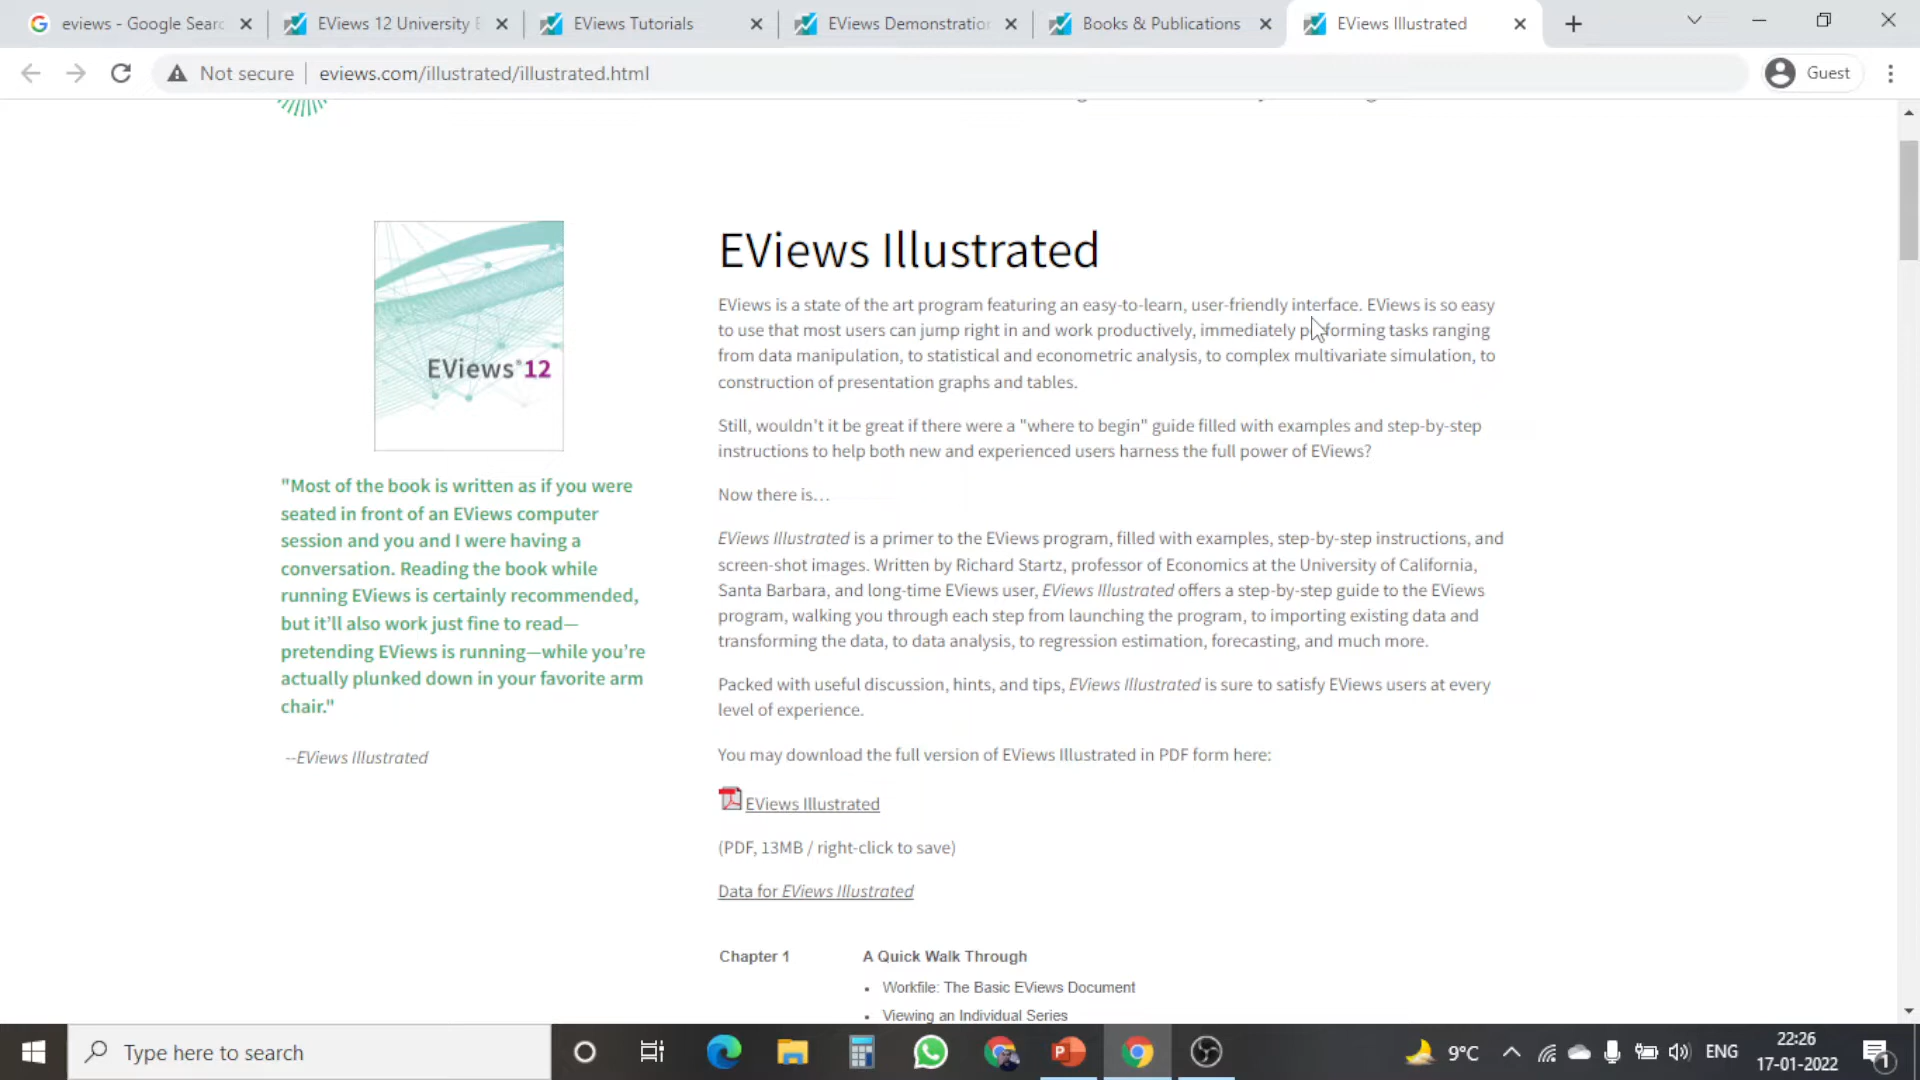 eviews - Google Searc
EViews 12 University E
EViews Tutorials
EViews Demonstration
Books & Publications
EViews Illustrated
Not secure
eviews.com/illustrated/illustrated.html
Guest
EViews Illustrated
EViews is a state of the art program featuring an easy-to-learn, user-friendly interface. EViews is so easy
to use that most users can jump right in and work productively, immediately performing tasks ranging
from data manipulation, to statistical and econometric analysis, to complex multivariate simulation, to
construction of presentation graphs and tables.
Still, wouldn't it be great if there were a "where to begin" guide filled with examples and step-by-step
instructions to help both new and experienced users harness the full power of EViews?
Now there is…
EViews Illustrated is a primer to the EViews program, filled with examples, step-by-step instructions, and
screen-shot images. Written by Richard Startz, professor of Economics at the University of California,
Santa Barbara, and long-time EViews user, EViews Illustrated offers a step-by-step guide to the EViews
program, walking you through each step from launching the program, to importing existing data and
transforming the data, to data analysis, to regression estimation, forecasting, and much more.
Packed with useful discussion, hints, and tips, EViews Illustrated is sure to satisfy EViews users at every
level of experience.
You may download the full version of EViews Illustrated in PDF form here:
EViews Illustrated
(PDF, 13MB / right-click to save)
Data for EViews Illustrated
Chapter 1 A Quick Walk Through
• Workfile: The Basic EViews Document
• Viewing an Individual Series
EViews 12
"Most of the book is written as if you were
seated in front of an EViews computer
session and you and I were having a
conversation. Reading the book while
running EViews is certainly recommended,
but it'll also work just fine to read—
pretending EViews is running—while you're
actually plunked down in your favorite arm
chair."
--EViews Illustrated
Type here to search
9°C
ENG
22:26
17-01-2022
1